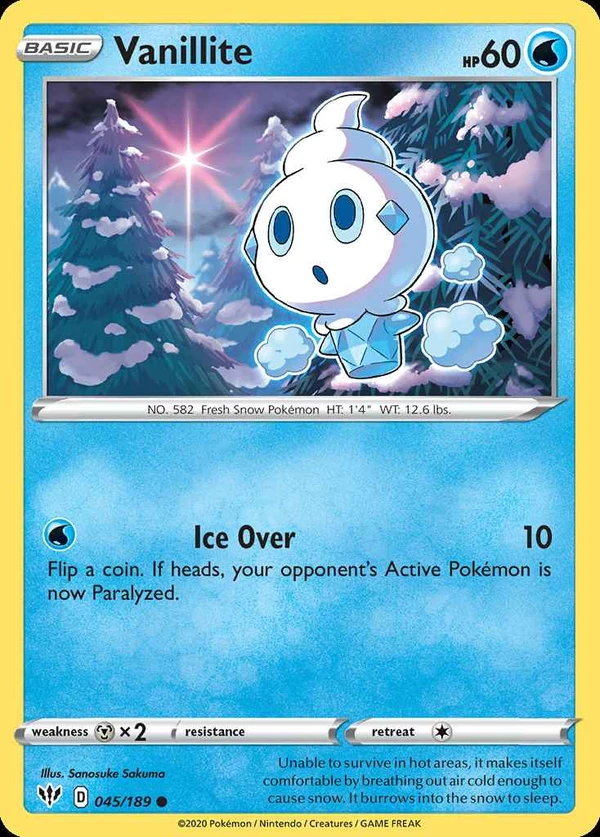 BASIC Vanillite HP60
NO. 582 Fresh Snow Pokémon HT: 1'4" WT: 12.6 lbs.
Ice Over 10
Flip a coin. If heads, your opponent's Active Pokémon is
now Paralyzed.
weakness ×2 resistance retreat
Illus. Sanosuke Sakuma
D 045/189
Unable to survive in hot areas, it makes itself
comfortable by breathing out air cold enough to
cause snow. It burrows into the snow to sleep.
©2020 Pokémon / Nintendo / Creatures / GAME FREAK